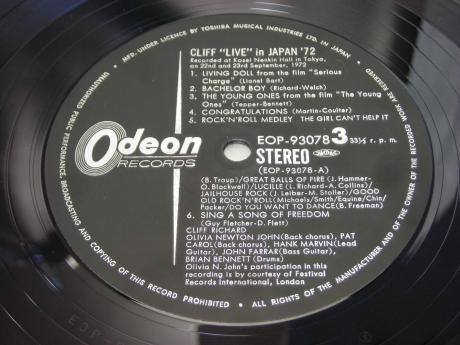 MFD. UNDER LICENCE BY TOSHIBA MUSICAL INDUSTRIES LTD. IN JAPAN
CLIFF "LIVE" in JAPAN '72
Recorded at Kosei Nenkin Hall in Tokyo,
on 22nd and 23rd September, 1972
1. LIVING DOLL from the film "Serious
Charge" (Lionel Bart)
2. BACHELOR BOY (Richard-Welch)
3. THE YOUNG ONES from the film "The Young
Ones" (Tepper-Bennett)
4. CONGRATULATIONS (Martin-Coulter)
5. ROCK'N'ROLL MEDLEY THE GIRL CAN'T HELP IT
Odeon
RECORDS
EOP-93078 3 33⅓ r. p. m.
STEREO
(EOP-93078-A)
(B. Troup)/GREAT BALLS OF FIRE (J. Hammer-
O. Blackwell)/LUCILLE (L. Richard-A. Collins)/
JAILHOUSE ROCK (J. Leiber-M. Stoller)/GOOD
OLD ROCK'N'ROLL(Michaels/Smith/Equine/Chin/
Packer/DO YOU WANT TO DANCE(B. Freeman)
6. SING A SONG OF FREEDOM
(Guy Fletcher-D. Flett)
CLIFF RICHARD
OLIVIA NEWTON JOHN(Back chorus), PAT
CAROL(Back chorus), HANK MARVIN(Lead
Guitar), JOHN FARRAR(Bass Guitar),
BRIAN BENNETT(Drums)
Olivia N. John's participation in this
recording is by courtesy of Festival
Records International, London
UNAUTHORIZED PUBLIC PERFORMANCE, BROADCASTING AND COPYING OF THIS RECORD PROHIBITED • ALL RIGHTS OF THE MANUFACTURER AND OF THE OWNER OF THE RECORDED WORK ARE RESERVED